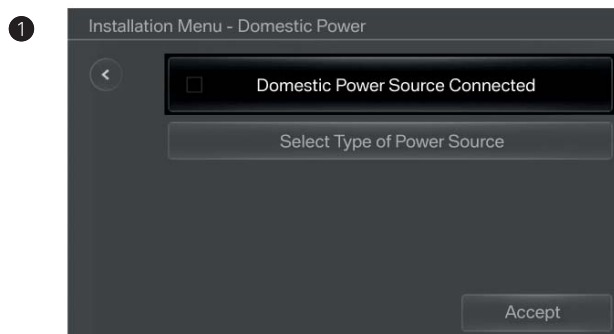 1
Installation Menu - Domestic Power
Domestic Power Source Connected
Select Type of Power Source
Accept